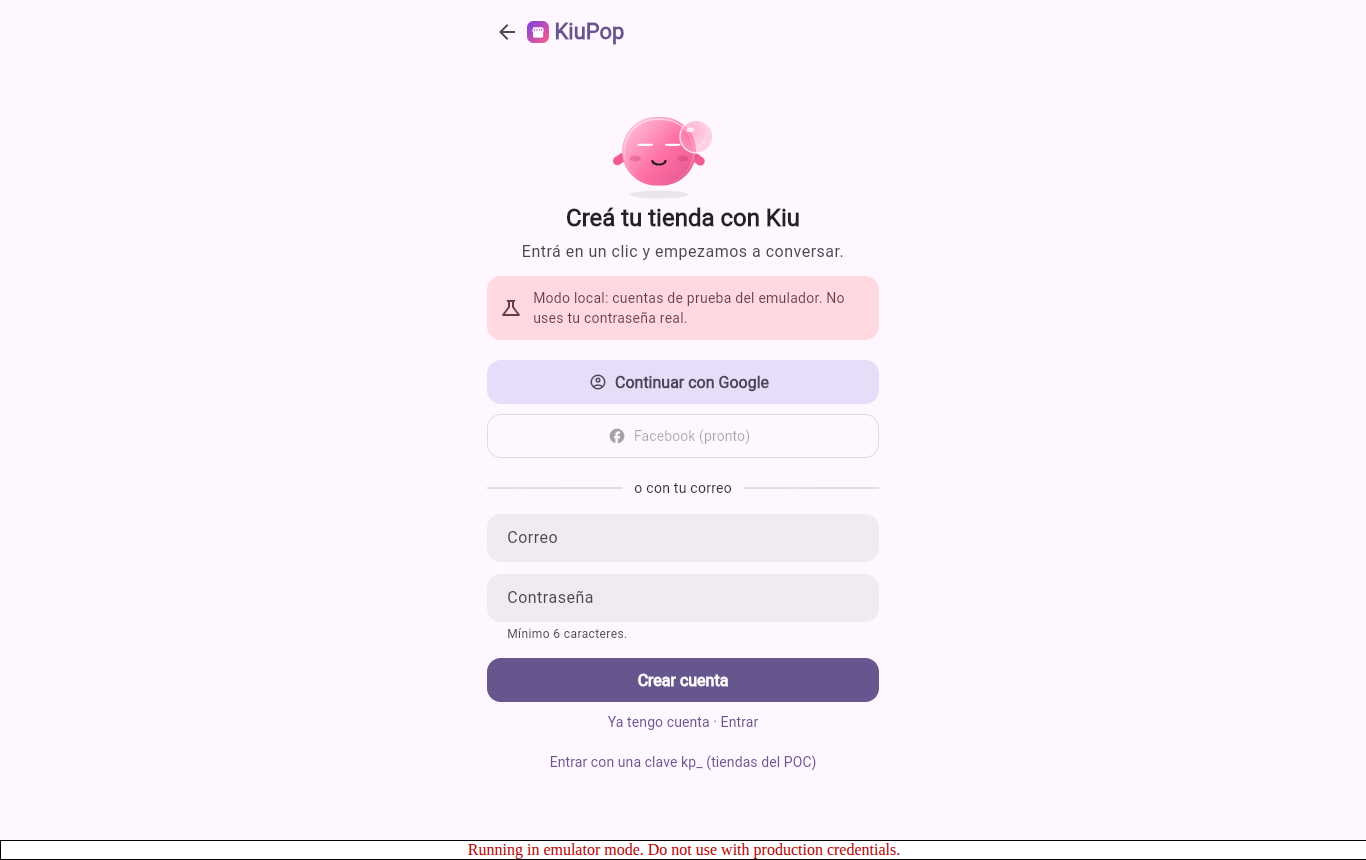 KiuPop
Creá tu tienda con Kiu
Entrá en un clic y empezamos a conversar.
Modo local: cuentas de prueba del emulador. No
uses tu contraseña real.
Continuar con Google
Facebook (pronto)
o con tu correo
Correo
Contraseña
Mínimo 6 caracteres.
Crear cuenta
Ya tengo cuenta · Entrar
Entrar con una clave kp_ (tiendas del POC)
Running in emulator mode. Do not use with production credentials.